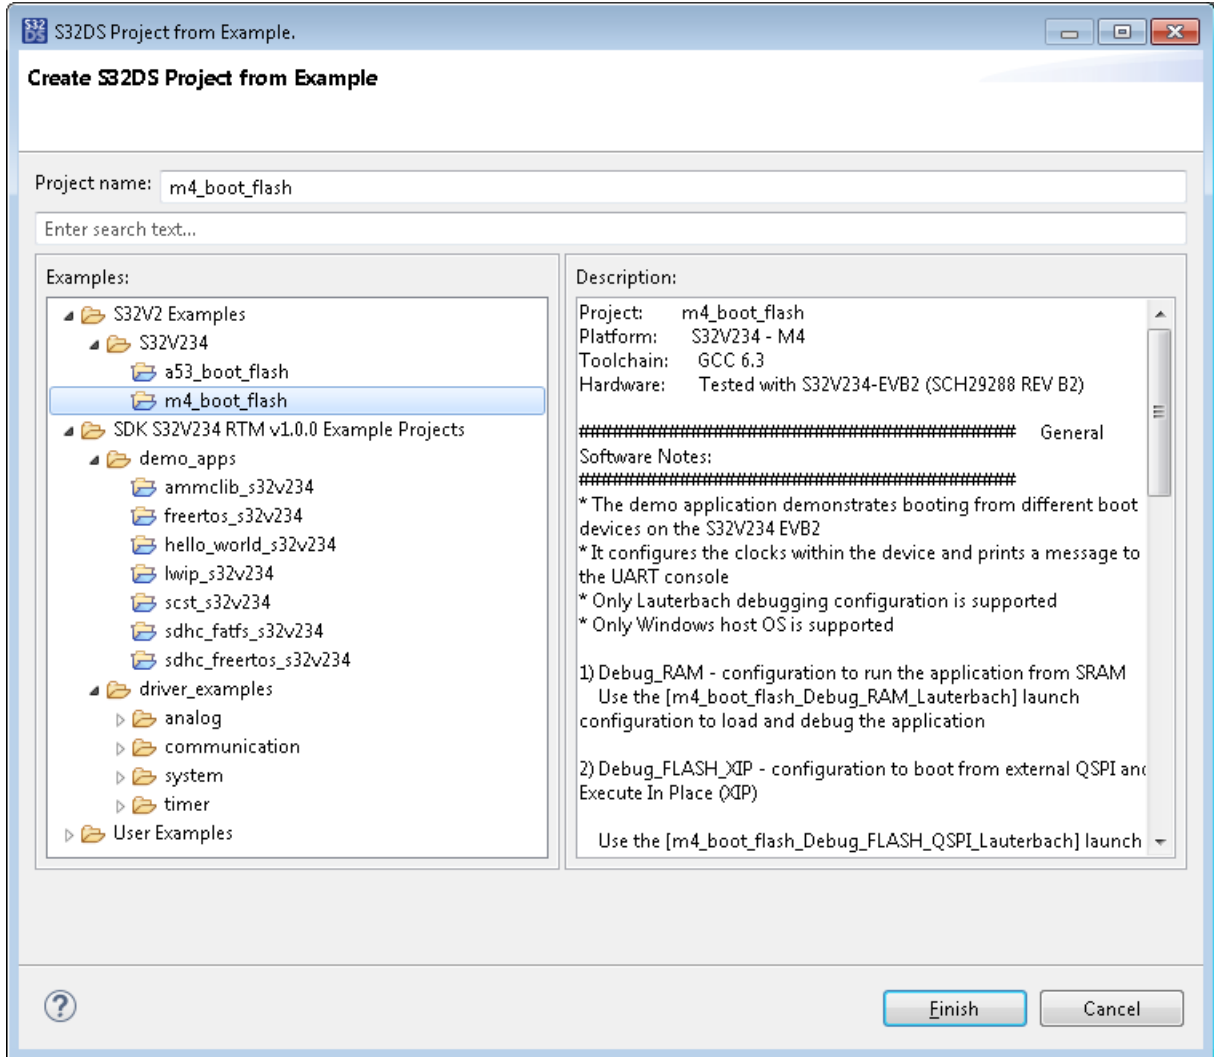 S32DS Project from Example.
Create S32DS Project from Example
Project name: m4_boot_flash
Enter search text...
Examples:
S32V2 Examples
S32V234
a53_boot_flash
m4_boot_flash
SDK S32V234 RTM v1.0.0 Example Projects
demo_apps
ammclib_s32v234
freertos_s32v234
hello_world_s32v234
lwip_s32v234
scst_s32v234
sdhc_fatfs_s32v234
sdhc_freertos_s32v234
driver_examples
analog
communication
system
timer
User Examples
Description:
Project: m4_boot_flash
Platform: S32V234 - M4
Toolchain: GCC 6.3
Hardware: Tested with S32V234-EVB2 (SCH29288 REV B2)
########################################### General
Software Notes:
###########################################
* The demo application demonstrates booting from different boot
devices on the S32V234 EVB2
* It configures the clocks within the device and prints a message to
the UART console
* Only Lauterbach debugging configuration is supported
* Only Windows host OS is supported
1) Debug_RAM - configuration to run the application from SRAM
Use the [m4_boot_flash_Debug_RAM_Lauterbach] launch
configuration to load and debug the application
2) Debug_FLASH_XIP - configuration to boot from external QSPI and
Execute In Place (XIP)
Use the [m4_boot_flash_Debug_FLASH_QSPI_Lauterbach] launch
Finish
Cancel